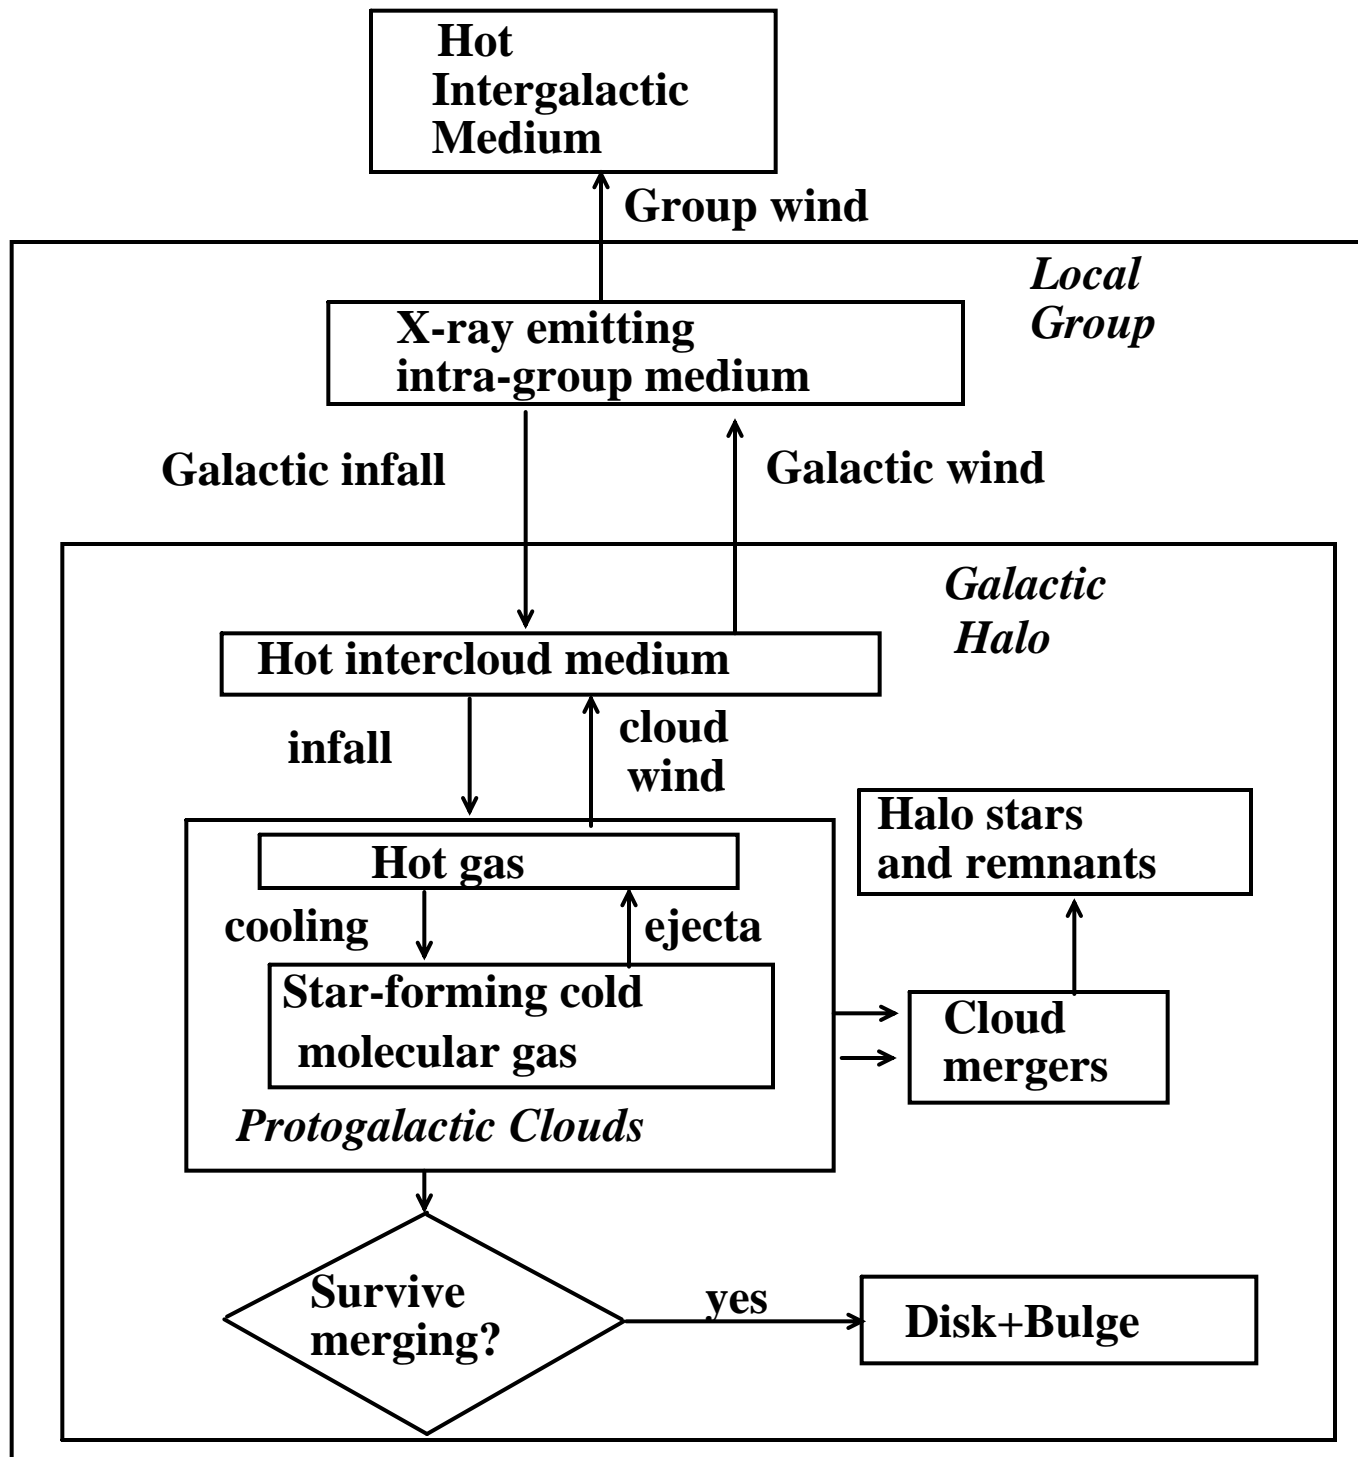 Hot
Intergalactic
Medium
Group wind
Local
Group
X-ray emitting
intra-group medium
Galactic infall
Galactic wind
Galactic
Halo
Hot intercloud medium
infall
cloud
wind
Halo stars
and remnants
Hot gas
cooling
ejecta
Star-forming cold
molecular gas
Cloud
mergers
Protogalactic Clouds
Survive
merging?
yes
Disk+Bulge